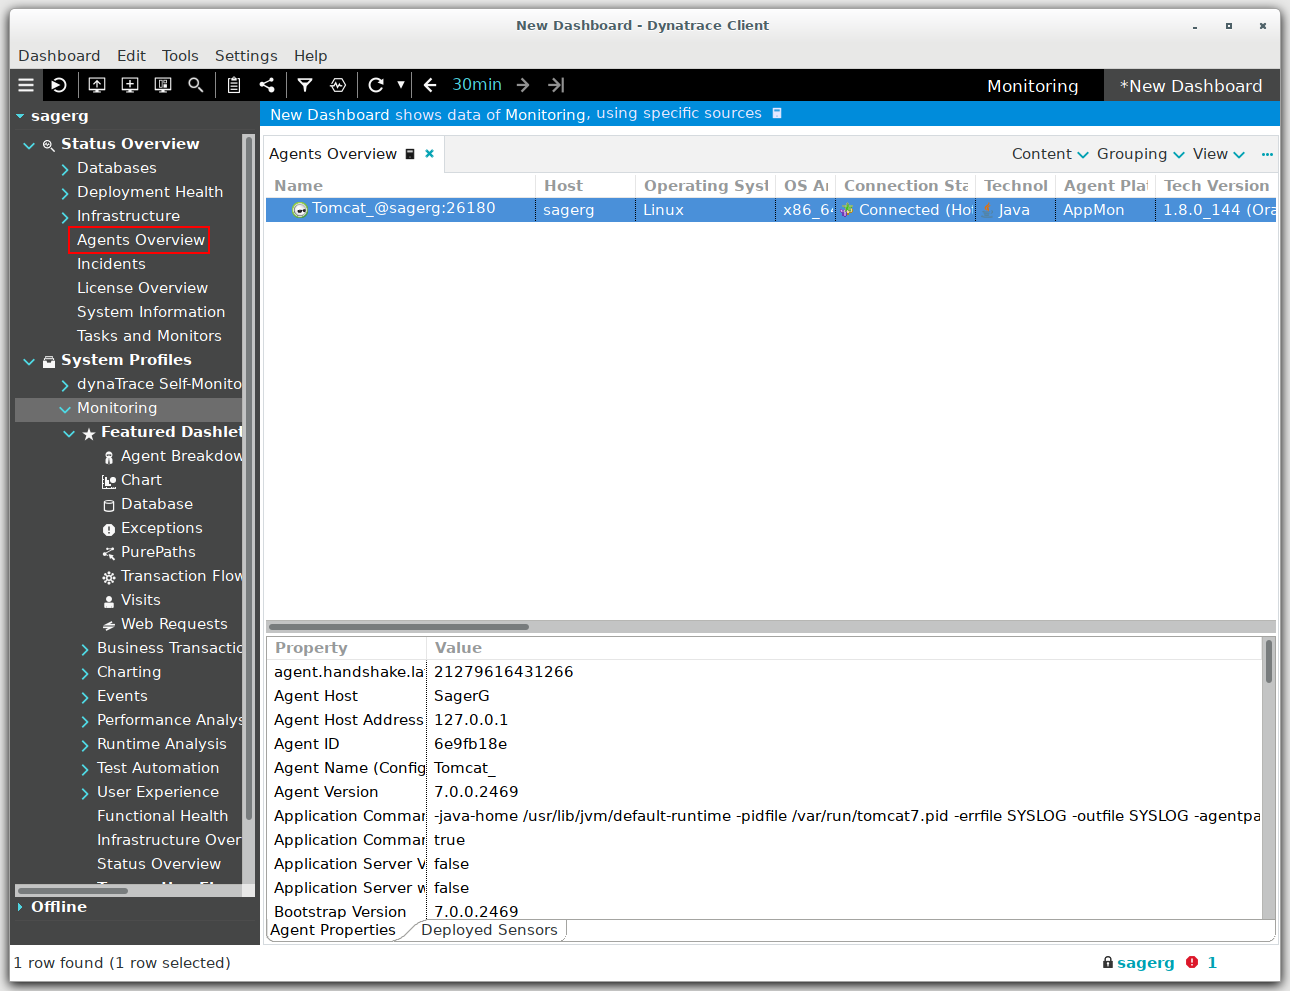 New Dashboard - Dynatrace Client
Dashboard Edit Tools Settings Help
30min
Monitoring
*New Dashboard
sagerg
New Dashboard shows data of Monitoring, using specific sources
Status Overview
Databases
Deployment Health
Infrastructure
Agents Overview
Incidents
License Overview
System Information
Tasks and Monitors
System Profiles
dynaTrace Self-Monito
Monitoring
Featured Dashlet
Agent Breakdow
Chart
Database
Exceptions
PurePaths
Transaction Flow
Visits
Web Requests
Business Transactio
Charting
Events
Performance Analys
Runtime Analysis
Test Automation
User Experience
Functional Health
Infrastructure Over
Status Overview
Offline
Agents Overview
Content Grouping View
Name Host Operating Syst OS Ar Connection Sta Technol Agent Plat Tech Version
Tomcat_@sagerg:26180 sagerg Linux x86_64 Connected (Hot Java AppMon 1.8.0_144 (Ora
Property Value
agent.handshake.la 21279616431266
Agent Host SagerG
Agent Host Address 127.0.0.1
Agent ID 6e9fb18e
Agent Name (Config Tomcat_
Agent Version 7.0.0.2469
Application Comman -java-home /usr/lib/jvm/default-runtime -pidfile /var/run/tomcat7.pid -errfile SYSLOG -outfile SYSLOG -agentpa
Application Comman true
Application Server V false
Application Server w false
Bootstrap Version 7.0.0.2469
Agent Properties Deployed Sensors
1 row found (1 row selected)
sagerg 1